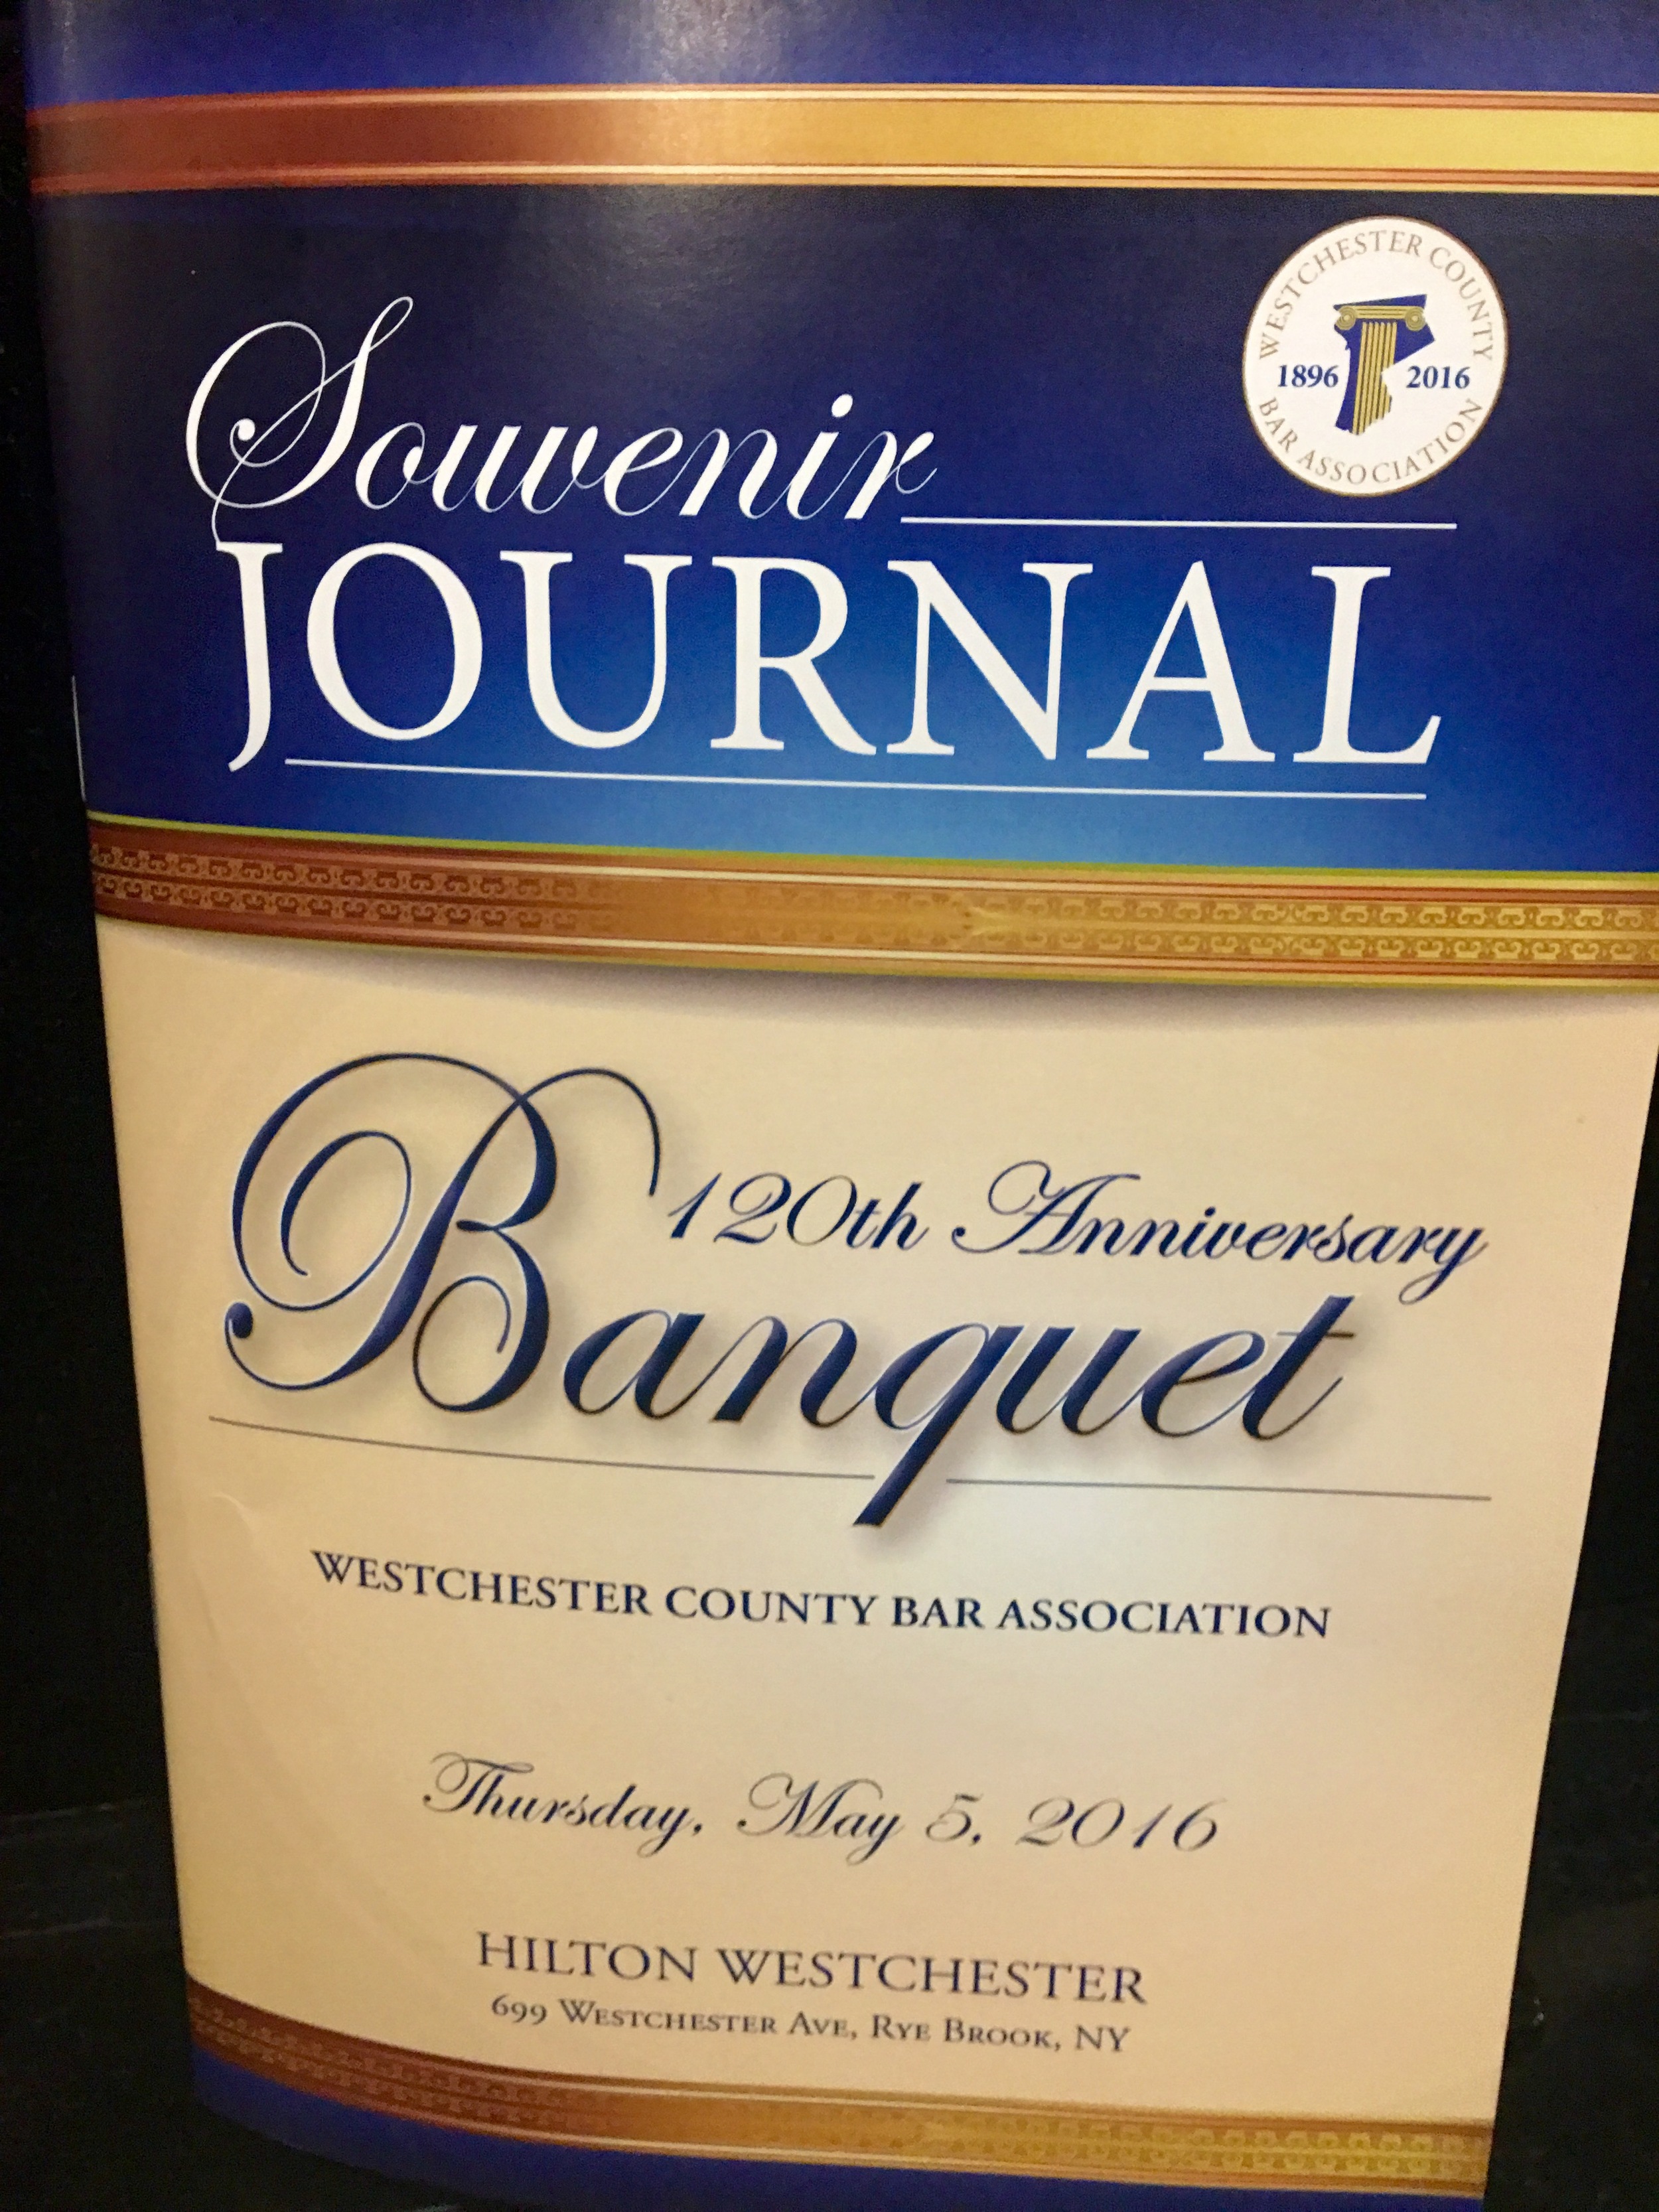 WESTCHESTER COUNTY
1896 2016
BAR ASSOCIATION
Souvenir
JOURNAL
120th Anniversary
Banquet
WESTCHESTER COUNTY BAR ASSOCIATION
Thursday, May 5, 2016
HILTON WESTCHESTER
699 WESTCHESTER AVE, RYE BROOK, NY